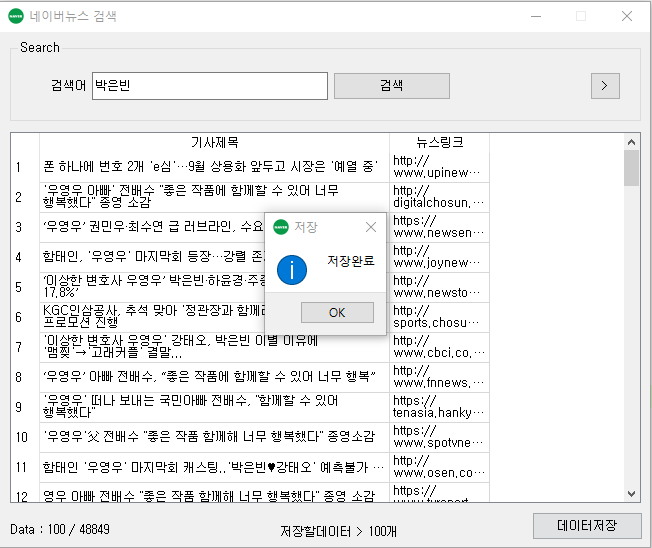 네이버뉴스 검색
Search
검색어 박은빈 검색 >
기사제목 뉴스링크
1 폰 하나에 번호 2개 'e심'…9월 상용화 앞두고 시장은 '예열 중' http://
www.upinew…
2 '우영우 아빠' 전배수 "좋은 작품에 함께할 수 있어 너무
행복했다" 종영 소감 http://
digitalchosun.…
3 ‘우영우’ 권민우·최수연 급 러브라인, 수요 https://
www.newsen…
4 함태인, '우영우' 마지막회 등장…강렬 존 http://
www.joynew…
5 ‘이상한 변호사 우영우’ 박은빈·하윤경·주종
17.8%’ http://
www.newsto…
6 KGC인삼공사, 추석 맞아 '정관장과 함께
프로모션 진행 http://
sports.chosu…
7 '이상한 변호사 우영우' 강태오, 박은빈 이별 이유에
'맴찢'→'고래커플' 결말... http://
www.cbci.co.…
8 ‘우영우’ 아빠 전배수, “좋은 작품에 함께할 수 있어 너무 행복” http://
www.fnnews.…
9 '우영우' 떠나 보내는 국민아빠 전배수, "함께할 수 있어
행복했다" https://
tenasia.hanky…
10 '우영우'父 전배수 "좋은 작품 함께해 너무 행복했다" 종영소감 http://
www.spotvne…
11 함태인 '우영우' 마지막회 캐스팅..'박은빈♥강태오' 예측불가 … http://
www.osen.co…
12 영우 아빠 전배수 "좋은 작품 함께해 너무 행복했다" 종영 소감 https://
저장
저장완료
OK
Data : 100 / 48849 저장할데이터 > 100개 데이터저장